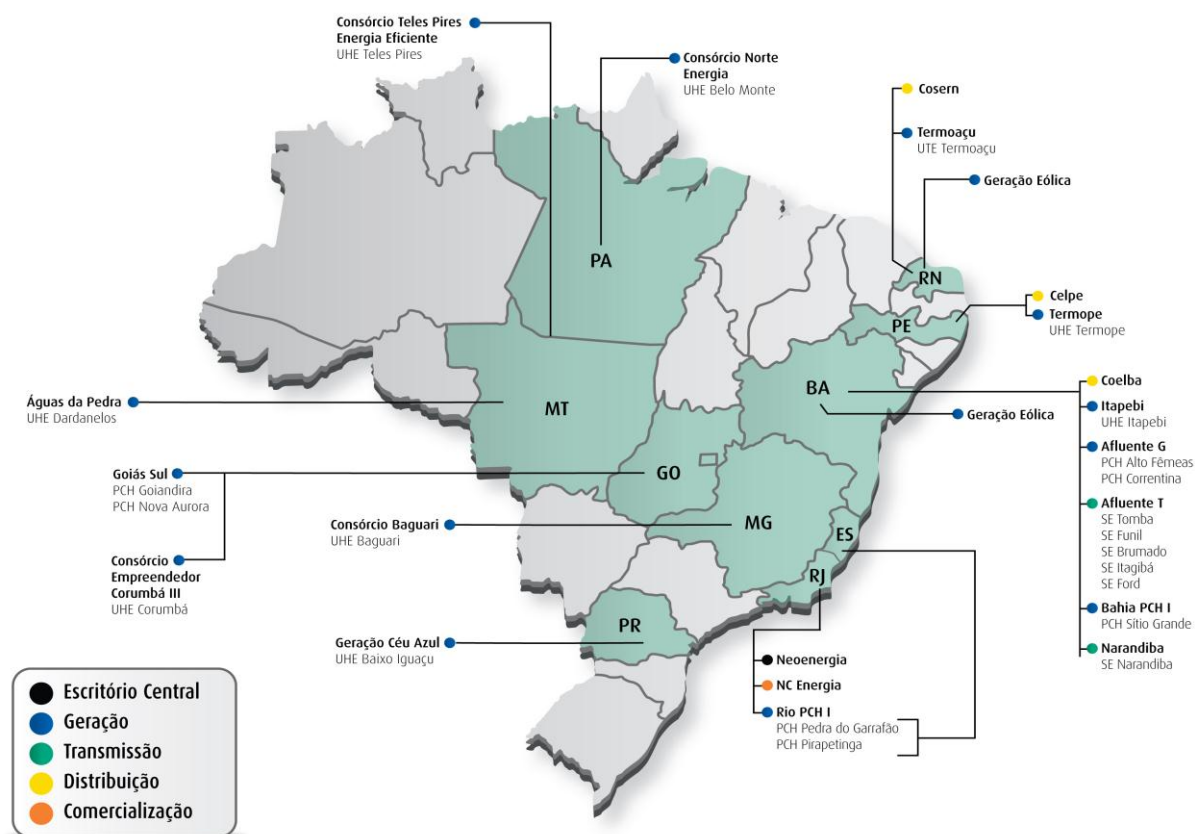 Consórcio Teles Pires
Energia Eficiente
UHE Teles Pires
Consórcio Norte
Energia
UHE Belo Monte
Cosern
Termoaçu
UTE Termoaçu
Geração Eólica
PA
RN
Celpe
Termope
UHE Termope
PE
Águas da Pedra
UHE Dardanelos
MT
BA
Geração Eólica
Coelba
Itapebi
UHE Itapebi
Afluente G
PCH Alto Fêmeas
PCH Correntina
Afluente T
SE Tomba
SE Funil
SE Brumado
SE Itagibá
SE Ford
Bahia PCH I
PCH Sítio Grande
Narandiba
SE Narandiba
Goiás Sul
PCH Goiandira
PCH Nova Aurora
GO
Consórcio Baguari
UHE Baguari
MG
ES
Consórcio
Empreendedor
Corumbá III
UHE Corumbá
RJ
PR
Geração Céu Azul
UHE Baixo Iguaçu
Neoenergia
NC Energia
Rio PCH I
PCH Pedra do Garrafão
PCH Pirapetinga
Escritório Central
Geração
Transmissão
Distribuição
Comercialização